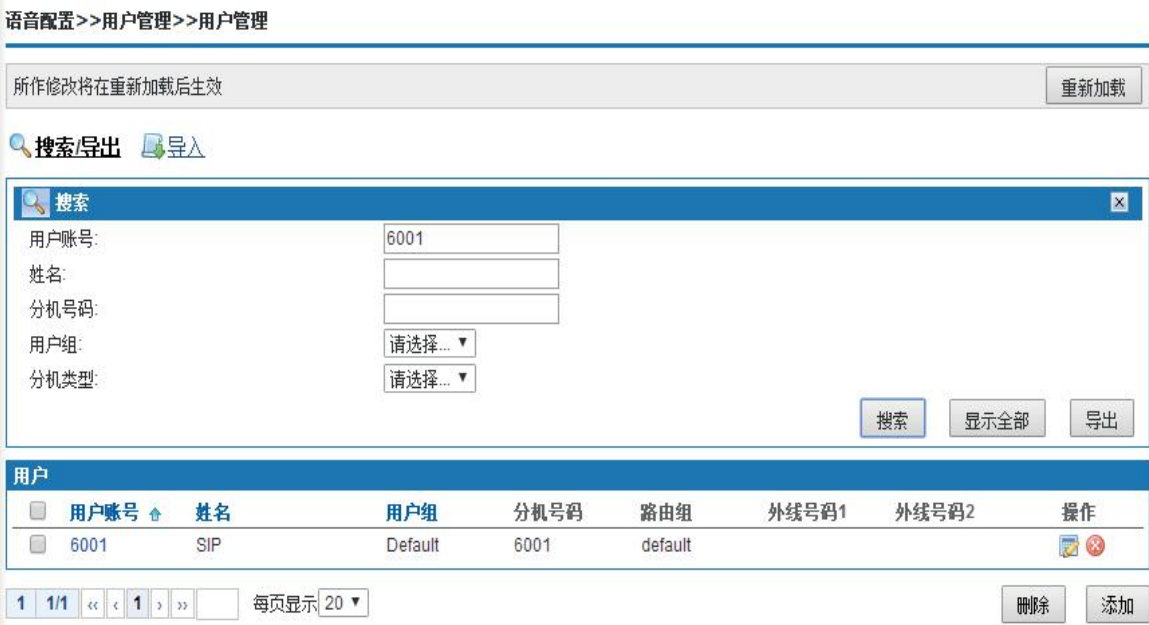 语音配置>>用户管理>>用户管理
所作修改将在重新加载后生效 重新加载
搜索/导出 导入
搜索
用户账号: 6001
姓名:
分机号码:
用户组: 请选择...
分机类型: 请选择...
搜索 显示全部 导出
用户
用户账号 姓名 用户组 分机号码 路由组 外线号码1 外线号码2 操作
6001 SIP Default 6001 default
1 1/1 « ‹ 1 › » 每页显示 20 删除 添加